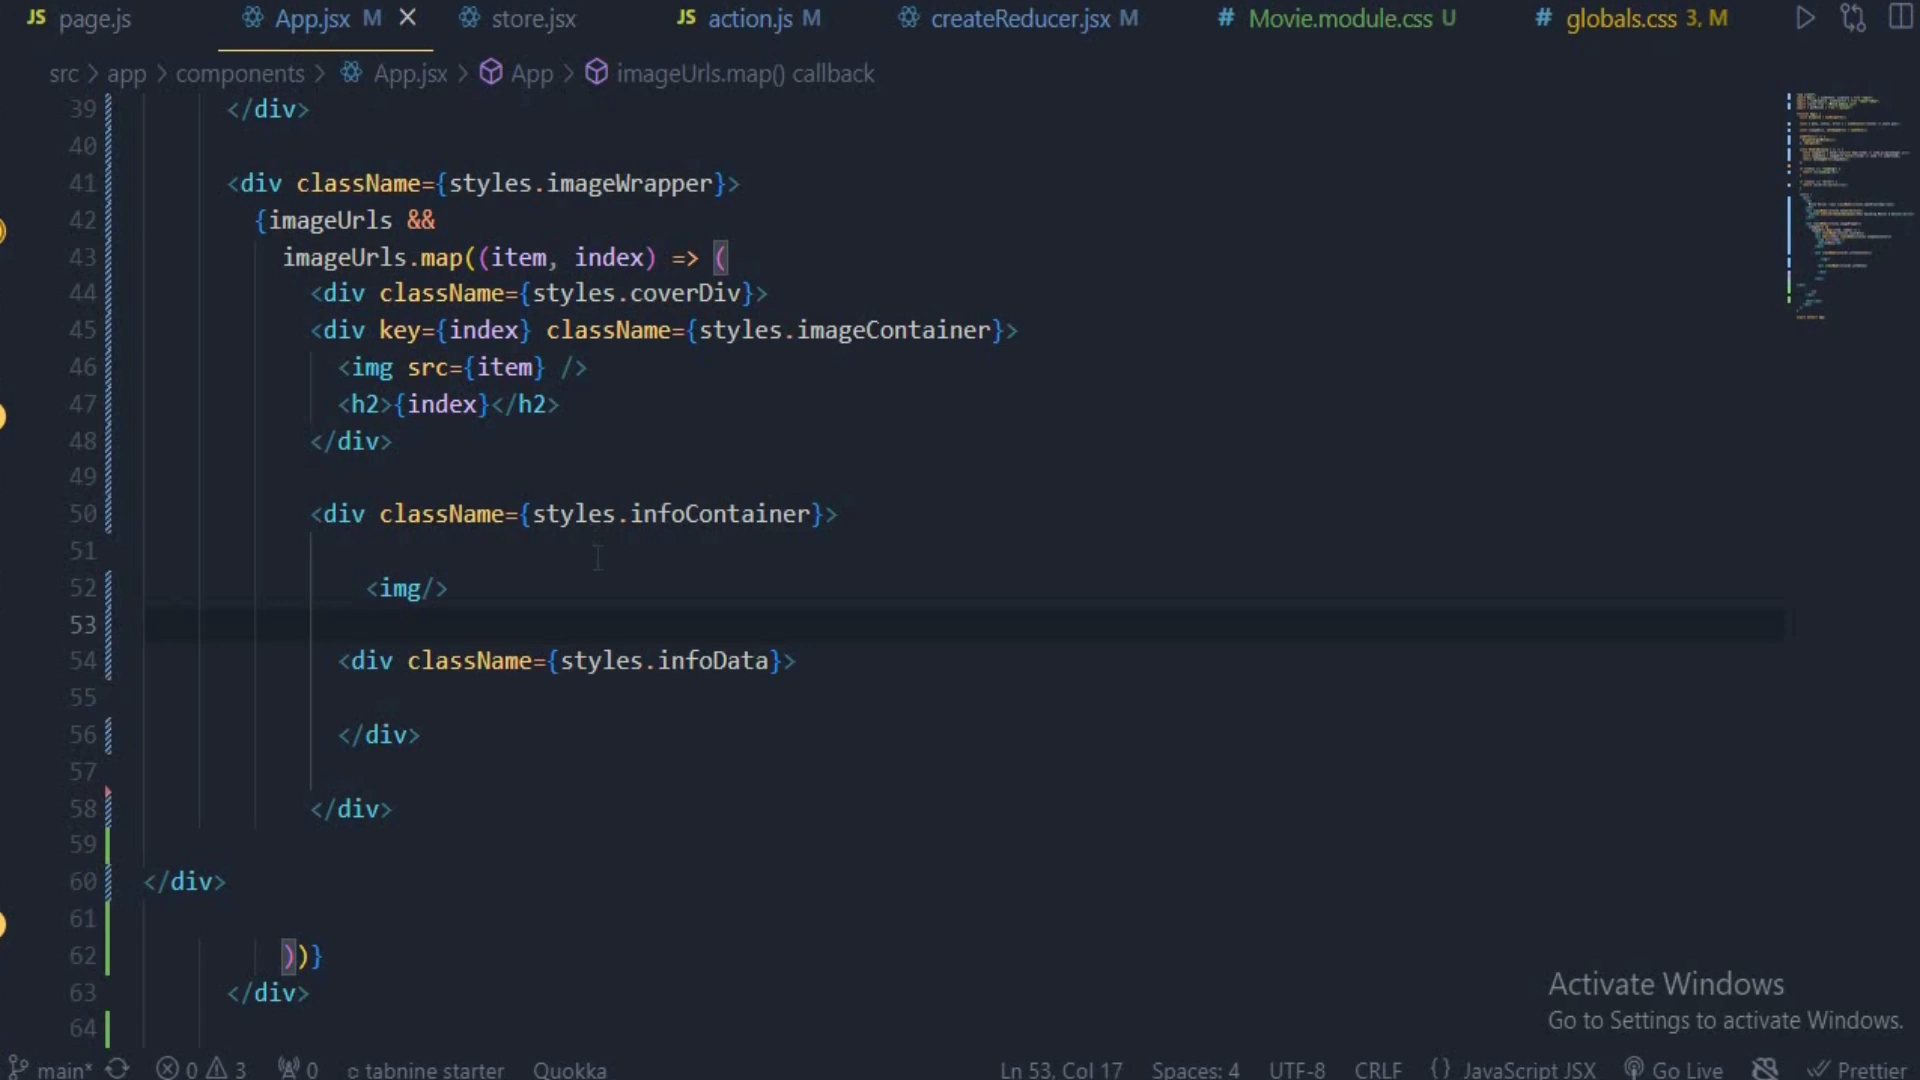 JS page.js App.jsx M store.jsx JS action.js M createReducer.jsx M # Movie.module.css U # globals.css 3, M
src > app > components > App.jsx > App > imageUrls.map() callback
39 </div>
40
41 <div className={styles.imageWrapper}>
42 {imageUrls &&
43 imageUrls.map((item, index) => (
44 <div className={styles.coverDiv}>
45 <div key={index} className={styles.imageContainer}>
46 <img src={item} />
47 <h2>{index}</h2>
48 </div>
49
50 <div className={styles.infoContainer}>
51
52 <img/>
53
54 <div className={styles.infoData}>
55
56 </div>
57
58 </div>
59
60 </div>
61
62 ))}
63 </div>
64
Activate Windows
Go to Settings to activate Windows.
main* 0 3 0 tabnine starter Quokka Ln 53, Col 17 Spaces: 4 UTF-8 CRLF {} JavaScript JSX Go Live Prettier